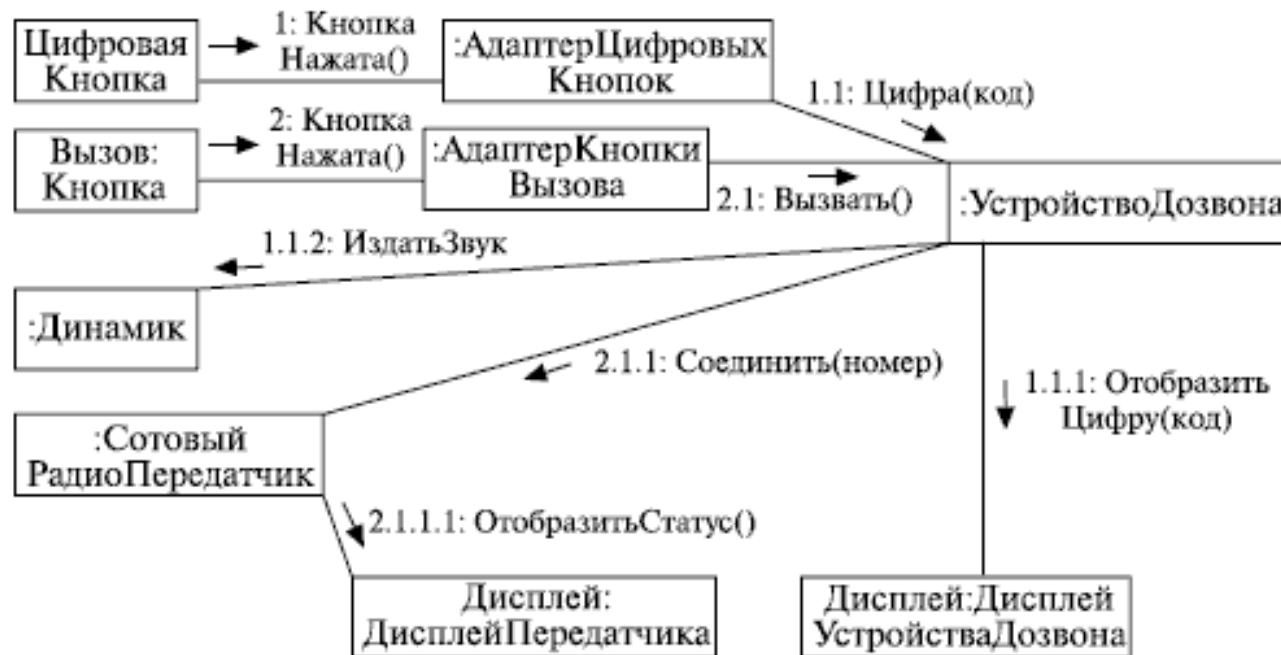 Цифровая
Кнопка
1: Кнопка
Нажата()
:АдаптерЦифровых
Кнопок
1.1: Цифра(код)
Вызов:
Кнопка
2: Кнопка
Нажата()
:АдаптерКнопки
Вызова
2.1: Вызвать()
:УстройствоДозвона
1.1.2: ИздатьЗвук
:Динамик
2.1.1: Соединить(номер)
1.1.1: Отобразить
Цифру(код)
:Сотовый
РадиоПередатчик
2.1.1.1: ОтобразитьСтатус()
Дисплей:
ДисплейПередатчика
Дисплей:Дисплей
УстройстваДозвона